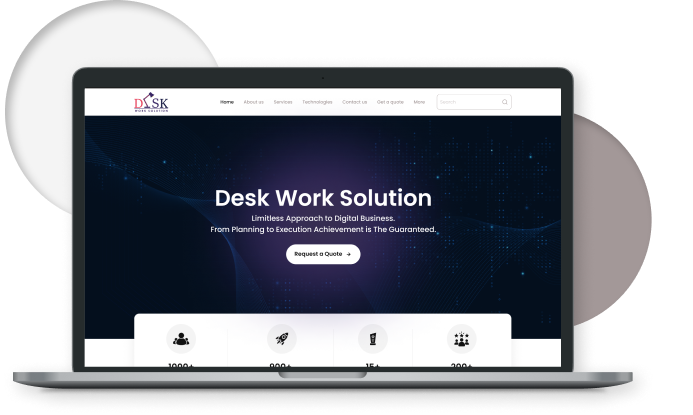 DESK
WORK SOLUTION
Home About us Services Technologies Contact us Get a quote More Search
Desk Work Solution
Limitless Approach to Digital Business.
From Planning to Execution Achievement is The Guaranteed.
Request a Quote →
1000+ 900+ 15+ 200+